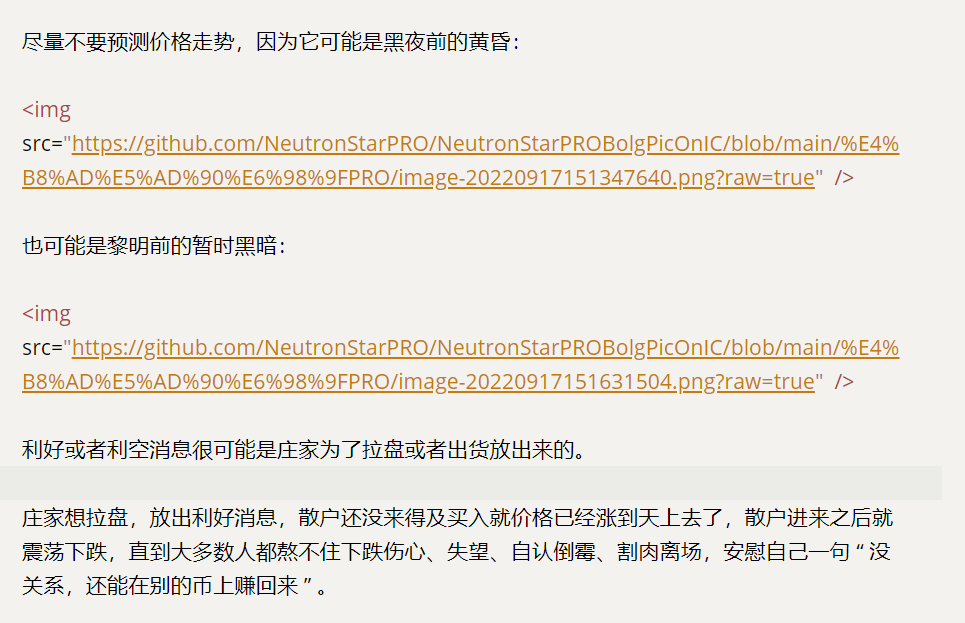 尽量不要预测价格走势，因为它可能是黑夜前的黄昏：
<img
src="https://github.com/NeutronStarPRO/NeutronStarPROBolgPicOnIC/blob/main/%E4%
B8%AD%E5%AD%90%E6%98%9FPRO/image-20220917151347640.png?raw=true" />
也可能是黎明前的暂时黑暗：
<img
src="https://github.com/NeutronStarPRO/NeutronStarPROBolgPicOnIC/blob/main/%E4%
B8%AD%E5%AD%90%E6%98%9FPRO/image-20220917151631504.png?raw=true" />
利好或者利空消息很可能是庄家为了拉盘或者出货放出来的。
庄家想拉盘，放出利好消息，散户还没来得及买入就价格已经涨到天上去了，散户进来之后就
震荡下跌，直到大多数人都熬不住下跌伤心、失望、自认倒霉、割肉离场，安慰自己一句“没
关系，还能在别的币上赚回来”。